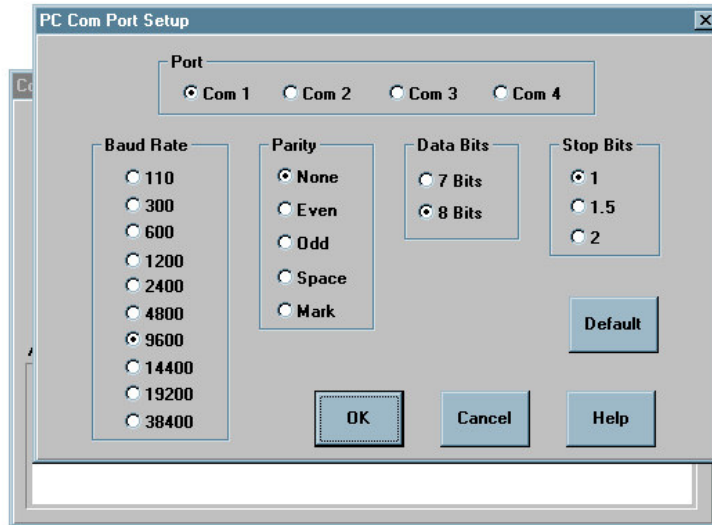 PC Com Port Setup
Port
Com 1 Com 2 Com 3 Com 4
Baud Rate
110
300
600
1200
2400
4800
9600
14400
19200
38400
Parity
None
Even
Odd
Space
Mark
Data Bits
7 Bits
8 Bits
Stop Bits
1
1.5
2
Default
OK Cancel Help